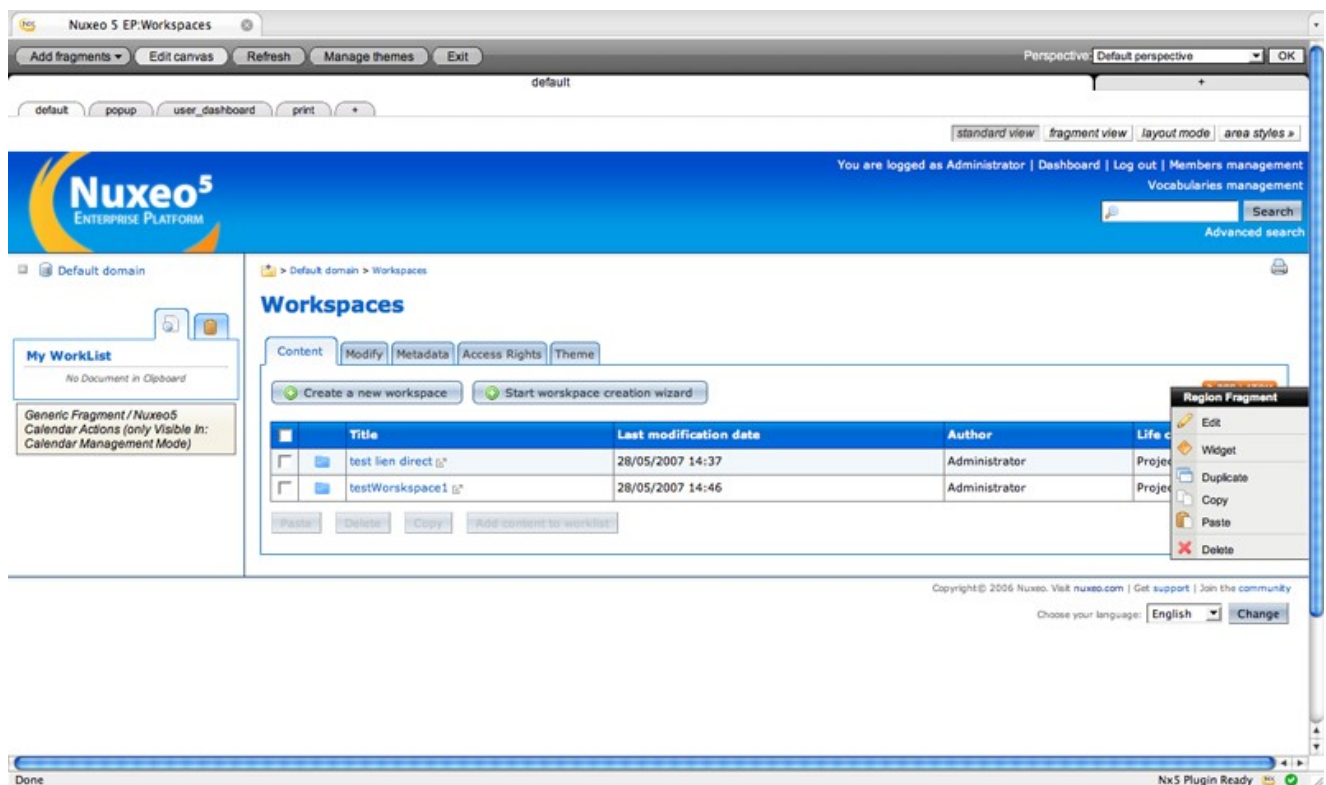 Nuxeo 5 EP:Workspaces
Add fragments Edit canvas Refresh Manage themes Exit Perspective: Default perspective OK
default +
default popup user_dashboard print +
standard view fragment view layout mode area styles »
You are logged as Administrator | Dashboard | Log out | Members management
Vocabularies management
Nuxeo5
ENTERPRISE PLATFORM
Search
Advanced search
Default domain
> Default domain > Workspaces
Workspaces
My WorkList
No Document in Clipboard
Generic Fragment / Nuxeo5
Calendar Actions (only Visible In:
Calendar Management Mode)
Content Modify Metadata Access Rights Theme
Create a new workspace Start worskpace creation wizard
Title Last modification date Author Life c
test lien direct 28/05/2007 14:37 Administrator Projec
testWorskspace1 28/05/2007 14:46 Administrator Projec
Paste Delete Copy Add content to worklist
Region Fragment
Edit
Widget
Duplicate
Copy
Paste
Delete
Copyright© 2006 Nuxeo. Visit nuxeo.com | Get support | Join the community
Choose your language: English Change
Done Nx5 Plugin Ready